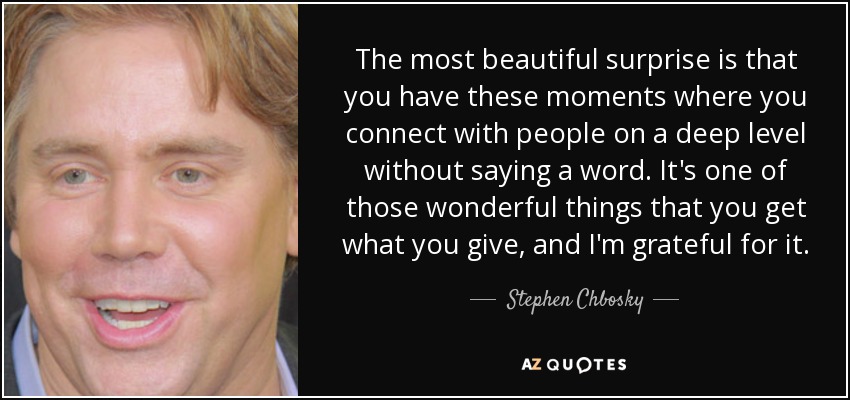 The most beautiful surprise is that
you have these moments where you
connect with people on a deep level
without saying a word. It's one of
those wonderful things that you get
what you give, and I'm grateful for it.
Stephen Chbosky
AZ QUOTES